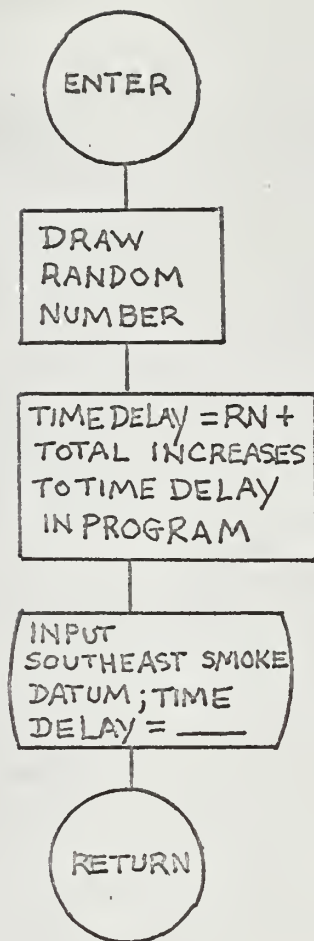 ENTER
DRAW
RANDOM
NUMBER
TIME DELAY = RN +
TOTAL INCREASES
TO TIME DELAY
IN PROGRAM
INPUT
SOUTHEAST SMOKE
DATUM; TIME
DELAY = ____
RETURN